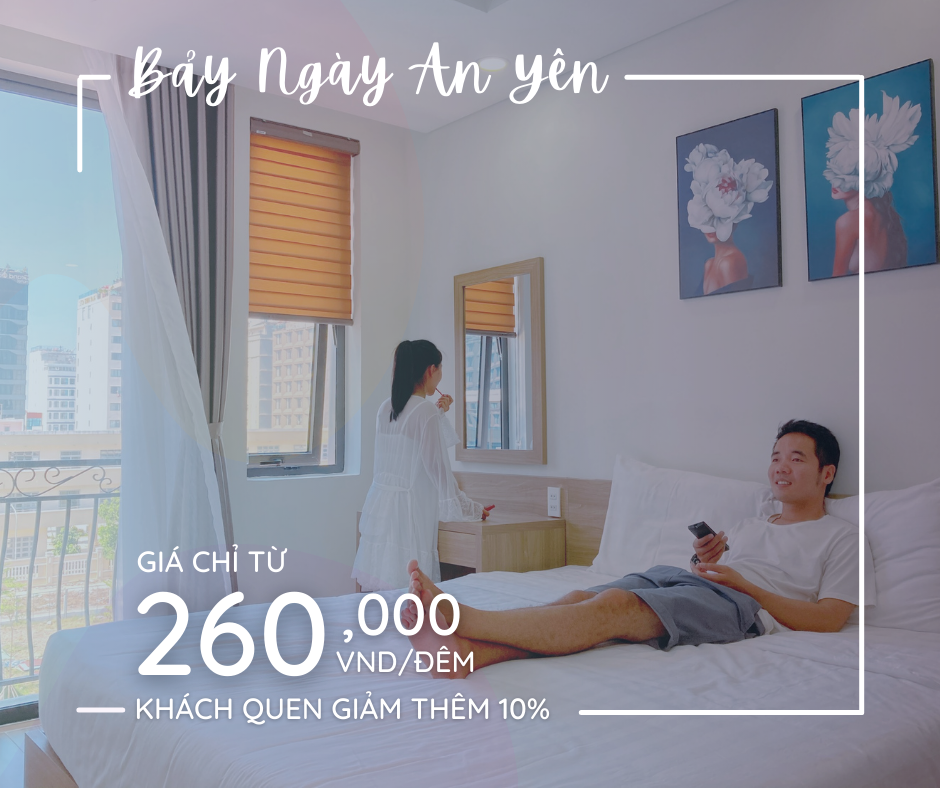 Bảy Ngày An Yên
GIÁ CHỈ TỪ
260,000
VND/ĐÊM
KHÁCH QUEN GIẢM THÊM 10%